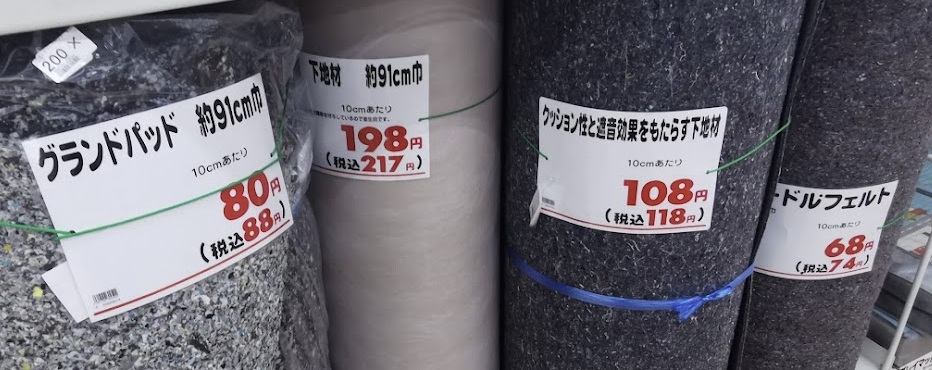 200 X
グランドパッド 約91cm巾
10cmあたり
80円
(税込88円)
下地材 約91cm巾
10cmあたり
198円
(税込217円)
クッション性と遮音効果をもたらす下地材
10cmあたり
108円
(税込118円)
ードルフェルト
10cmあたり
68円
(税込74円)